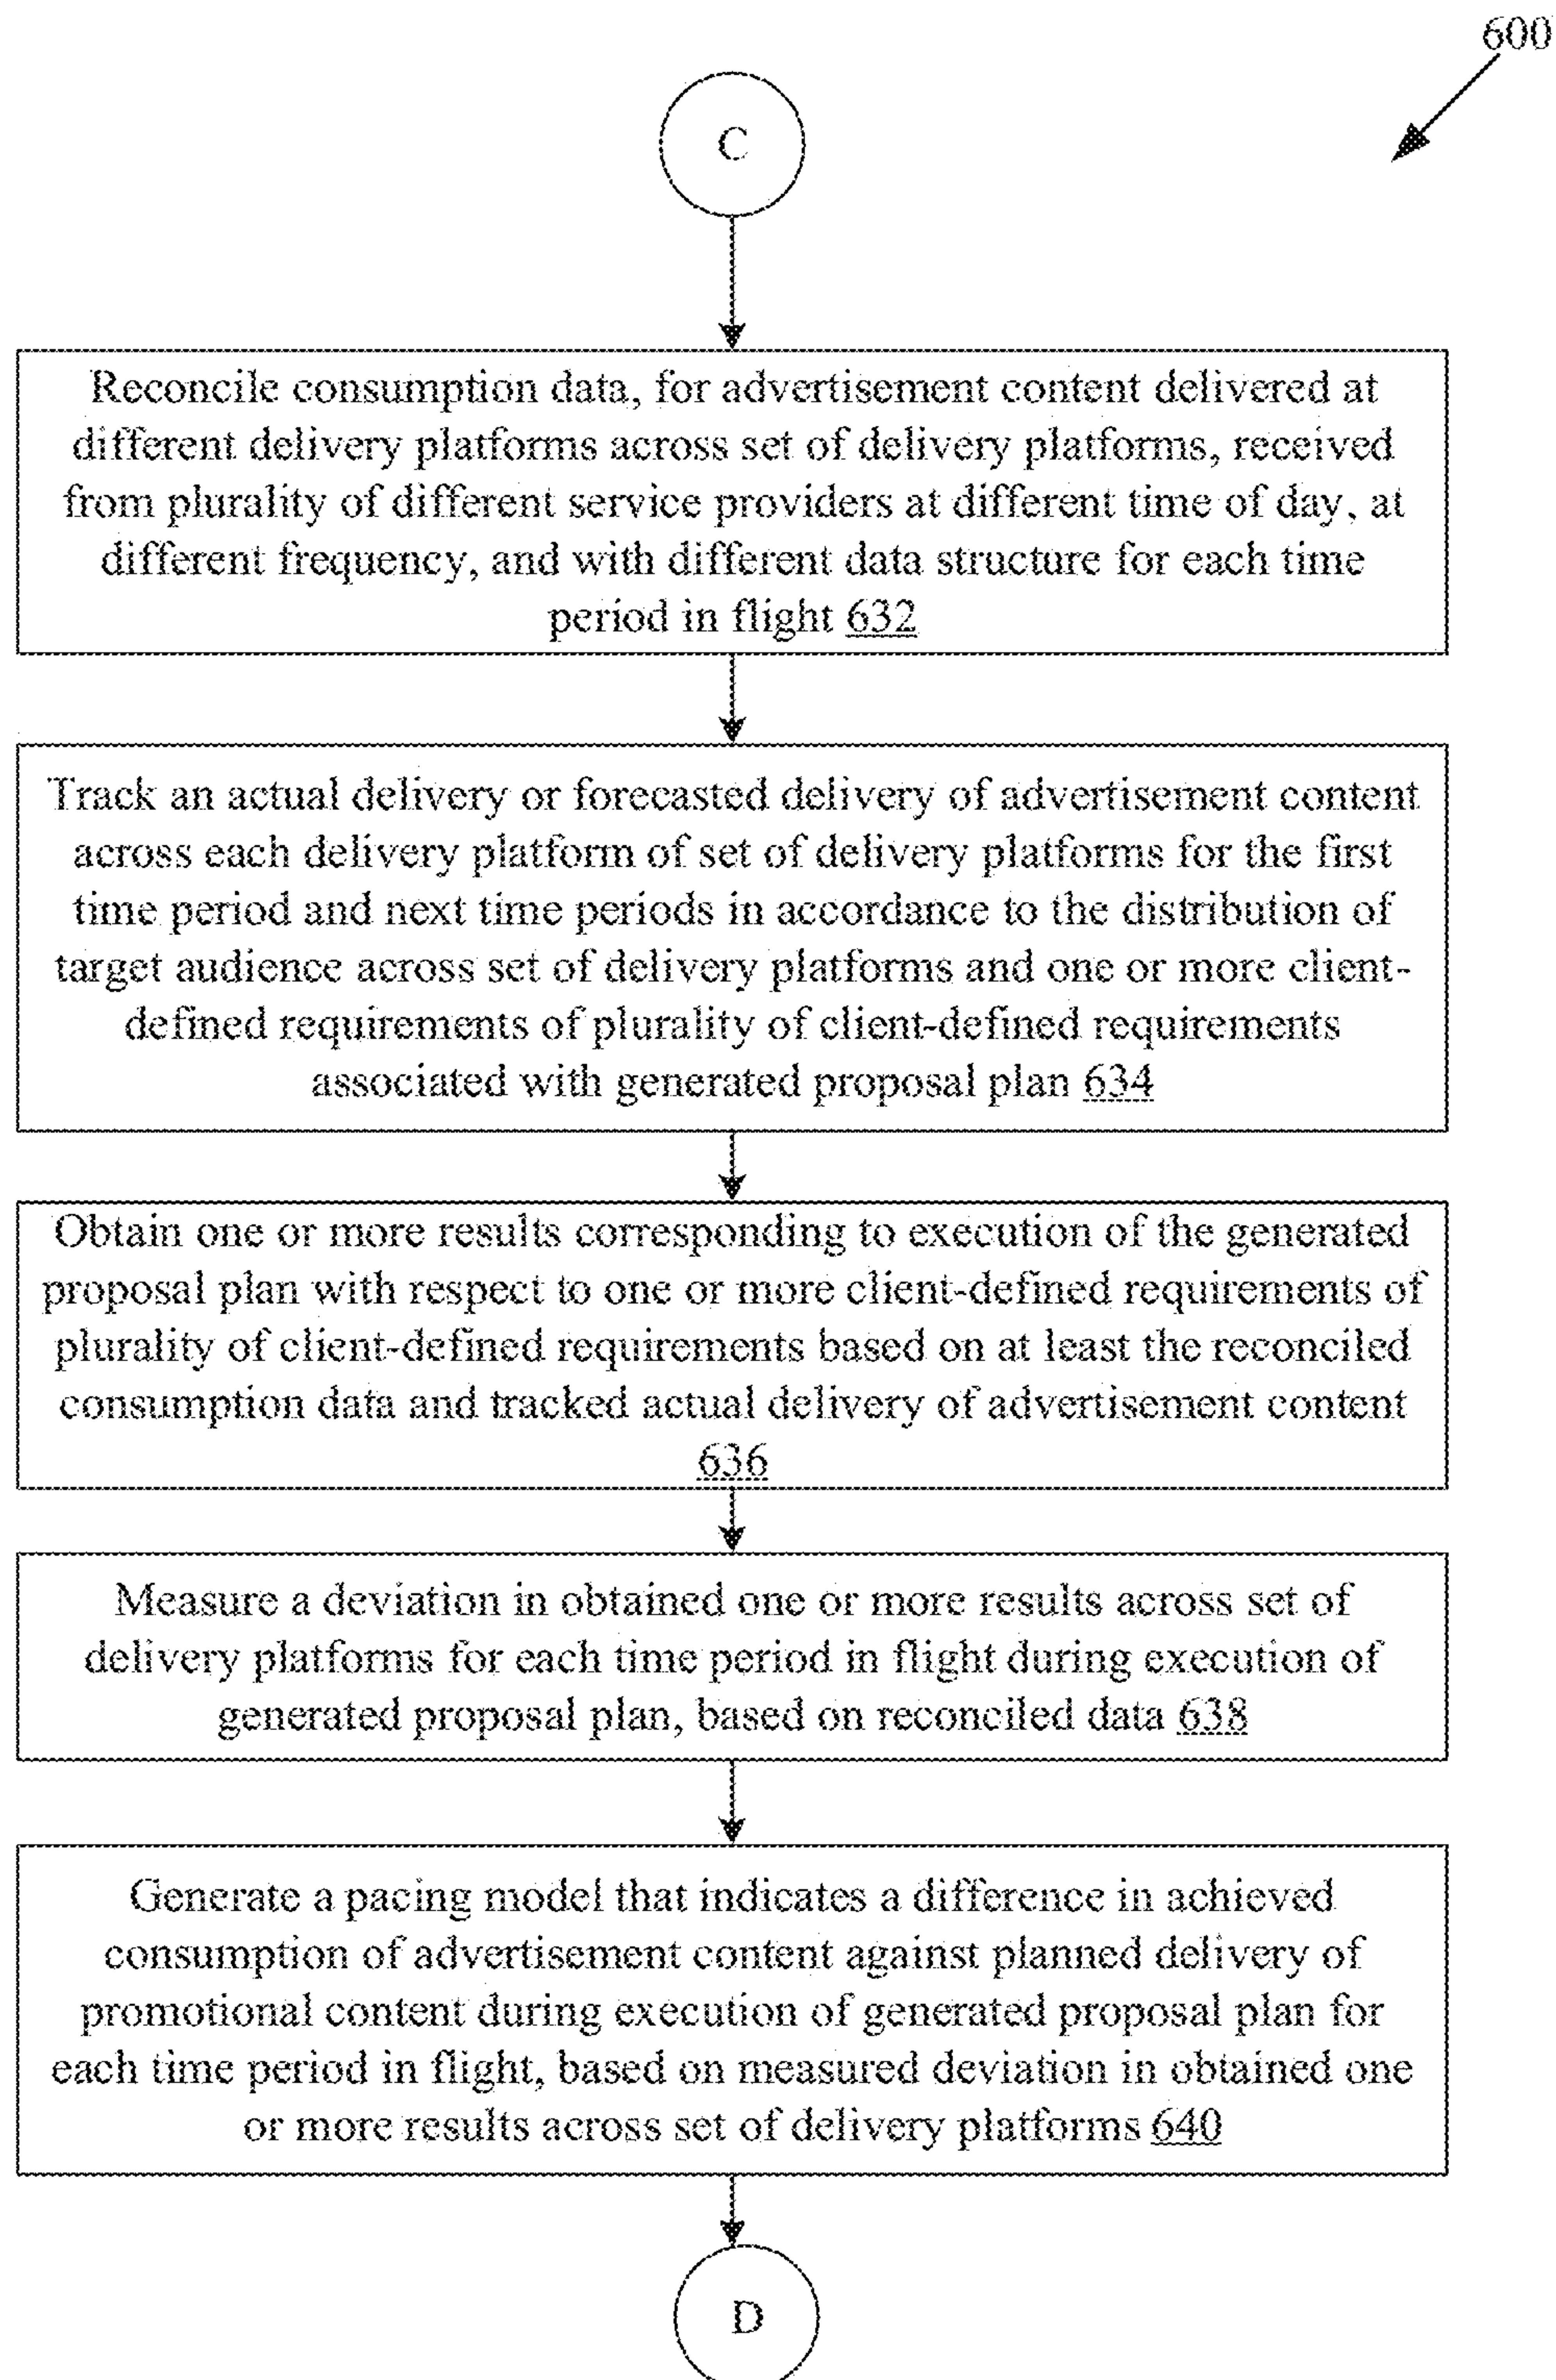 600
C
Reconcile consumption data, for advertisement content delivered at
different delivery platforms across set of delivery platforms, received
from plurality of different service providers at different time of day, at
different frequency, and with different data structure for each time
period in flight 632
Track an actual delivery or forecasted delivery of advertisement content
across each delivery platform of set of delivery platforms for the first
time period and next time periods in accordance to the distribution of
target audience across set of delivery platforms and one or more client-
defined requirements of plurality of client-defined requirements
associated with generated proposal plan 634
Obtain one or more results corresponding to execution of the generated
proposal plan with respect to one or more client-defined requirements of
plurality of client-defined requirements based on at least the reconciled
consumption data and tracked actual delivery of advertisement content
636
Measure a deviation in obtained one or more results across set of
delivery platforms for each time period in flight during execution of
generated proposal plan, based on reconciled data 638
Generate a pacing model that indicates a difference in achieved
consumption of advertisement content against planned delivery of
promotional content during execution of generated proposal plan for
each time period in flight, based on measured deviation in obtained one
or more results across set of delivery platforms 640
D